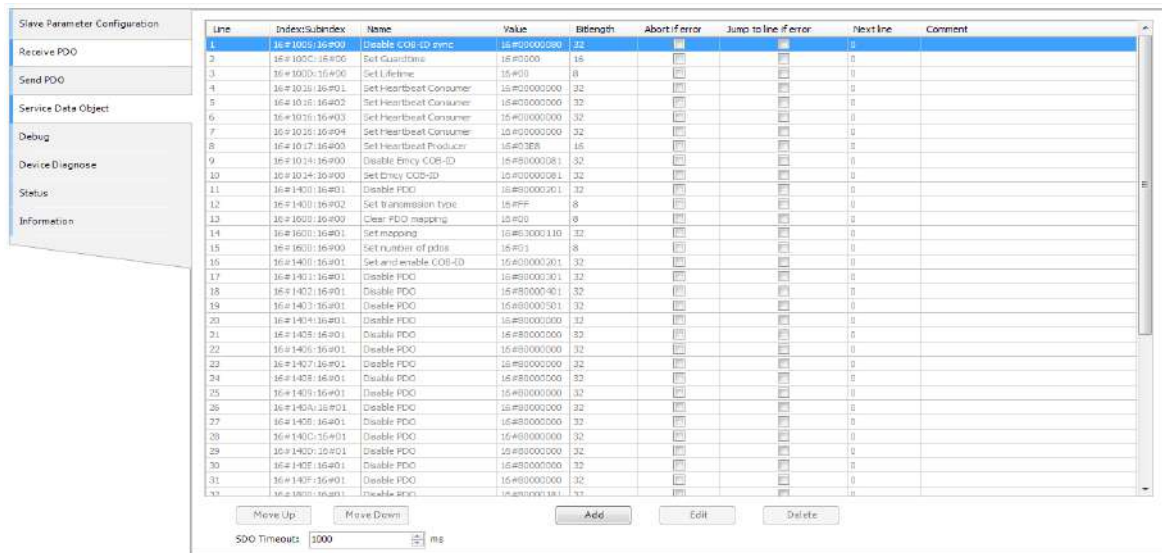 Slave Parameter Configuration
Receive PDO
Send PDO
Service Data Object
Debug
Device Diagnose
Status
Information
Line Index:Subindex Name Value Bitlength Abort if error Jump to line if error Next line Comment
1 16#1005:16#00 Disable COB-ID sync 16#00000080 32 0
2 16#100C:16#00 Set Guardtime 16#0000 16 0
3 16#100D:16#00 Set Lifetime 16#00 8 0
4 16#1016:16#01 Set Heartbeat Consumer 16#00000000 32 0
5 16#1016:16#02 Set Heartbeat Consumer 16#00000000 32 0
6 16#1016:16#03 Set Heartbeat Consumer 16#00000000 32 0
7 16#1016:16#04 Set Heartbeat Consumer 16#00000000 32 0
8 16#1017:16#00 Set Heartbeat Producer 16#03E8 16 0
9 16#1014:16#00 Disable Emcy COB-ID 16#80000081 32 0
10 16#1014:16#00 Set Emcy COB-ID 16#00000081 32 0
11 16#1400:16#01 Disable PDO 16#80000201 32 0
12 16#1400:16#02 Set transmission type 16#FF 8 0
13 16#1600:16#00 Clear PDO mapping 16#00 8 0
14 16#1600:16#01 Set mapping 16#63000110 32 0
15 16#1600:16#00 Set number of pdos 16#01 8 0
16 16#1400:16#01 Set and enable COB-ID 16#00000201 32 0
17 16#1401:16#01 Disable PDO 16#80000301 32 0
18 16#1402:16#01 Disable PDO 16#80000401 32 0
19 16#1403:16#01 Disable PDO 16#80000501 32 0
20 16#1404:16#01 Disable PDO 16#80000000 32 0
21 16#1405:16#01 Disable PDO 16#80000000 32 0
22 16#1406:16#01 Disable PDO 16#80000000 32 0
23 16#1407:16#01 Disable PDO 16#80000000 32 0
24 16#1408:16#01 Disable PDO 16#80000000 32 0
25 16#1409:16#01 Disable PDO 16#80000000 32 0
26 16#140A:16#01 Disable PDO 16#80000000 32 0
27 16#140B:16#01 Disable PDO 16#80000000 32 0
28 16#140C:16#01 Disable PDO 16#80000000 32 0
29 16#140D:16#01 Disable PDO 16#80000000 32 0
30 16#140E:16#01 Disable PDO 16#80000000 32 0
31 16#140F:16#01 Disable PDO 16#80000000 32 0
32 16#1800:16#01 Disable PDO 16#80000181 32
Move Up Move Down Add Edit Delete
SDO Timeout: 1000 ms